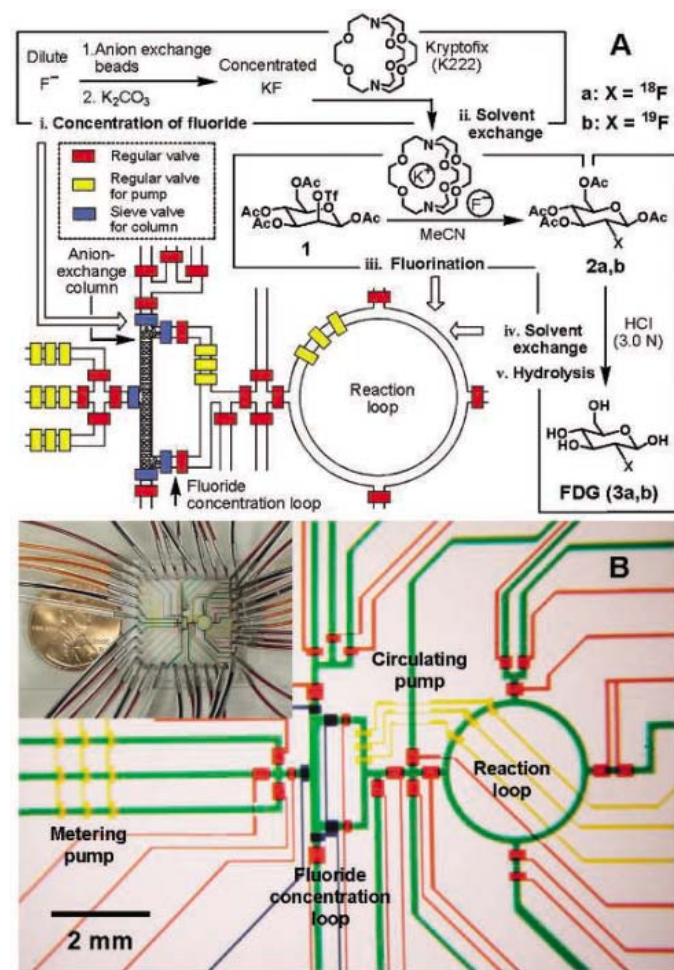 A
Dilute
F⁻
1.Anion exchange
beads
2. K₂CO₃
Concentrated
KF
Kryptofix
(K222)
N
O O
O O
O O
N
a: X = ¹⁸F
b: X = ¹⁹F
i. Concentration of fluoride
ii. Solvent
exchange
Regular valve
Regular valve
for pump
Sieve valve
for column
N
O O
K⁺
O O
O O
N
F⁻
OAc
OTf
AcO
AcO
OAc
1
MeCN
OAc
AcO
AcO
OAc
X
2a,b
iii. Fluorination
Anion-
exchange
column
iv. Solvent
exchange
v. Hydrolysis
HCl
(3.0 N)
Reaction
loop
OH
HO
HO
OH
X
FDG (3a,b)
Fluoride
concentration loop
B
Circulating
pump
Reaction
loop
Metering
pump
Fluoride
concentration
loop
2 mm